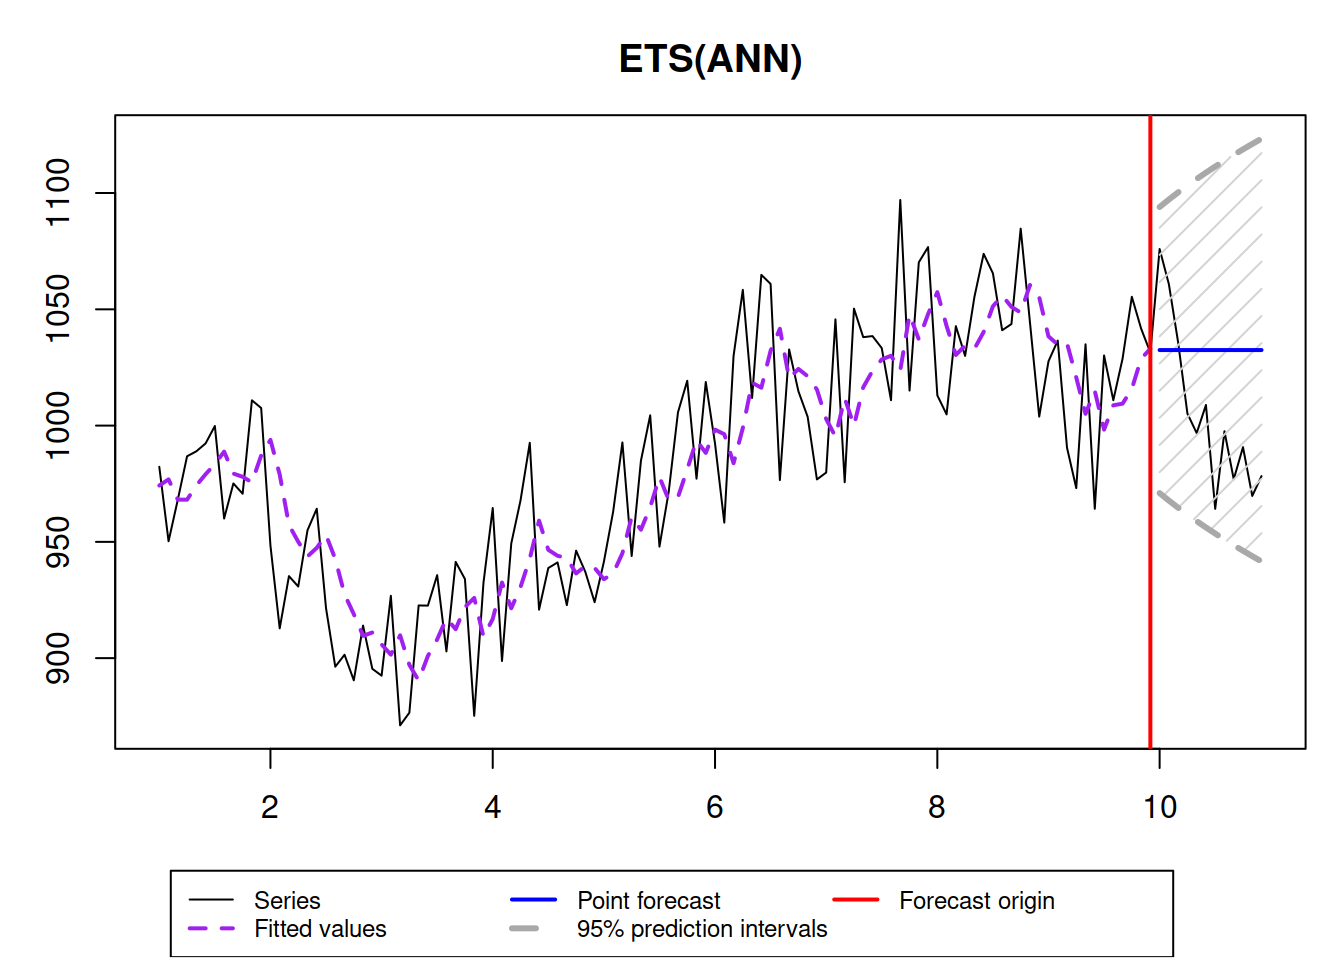 ETS(ANN)
1100
1050
1000
950
900
2 4 6 8 10
Series Point forecast Forecast origin
Fitted values 95% prediction intervals